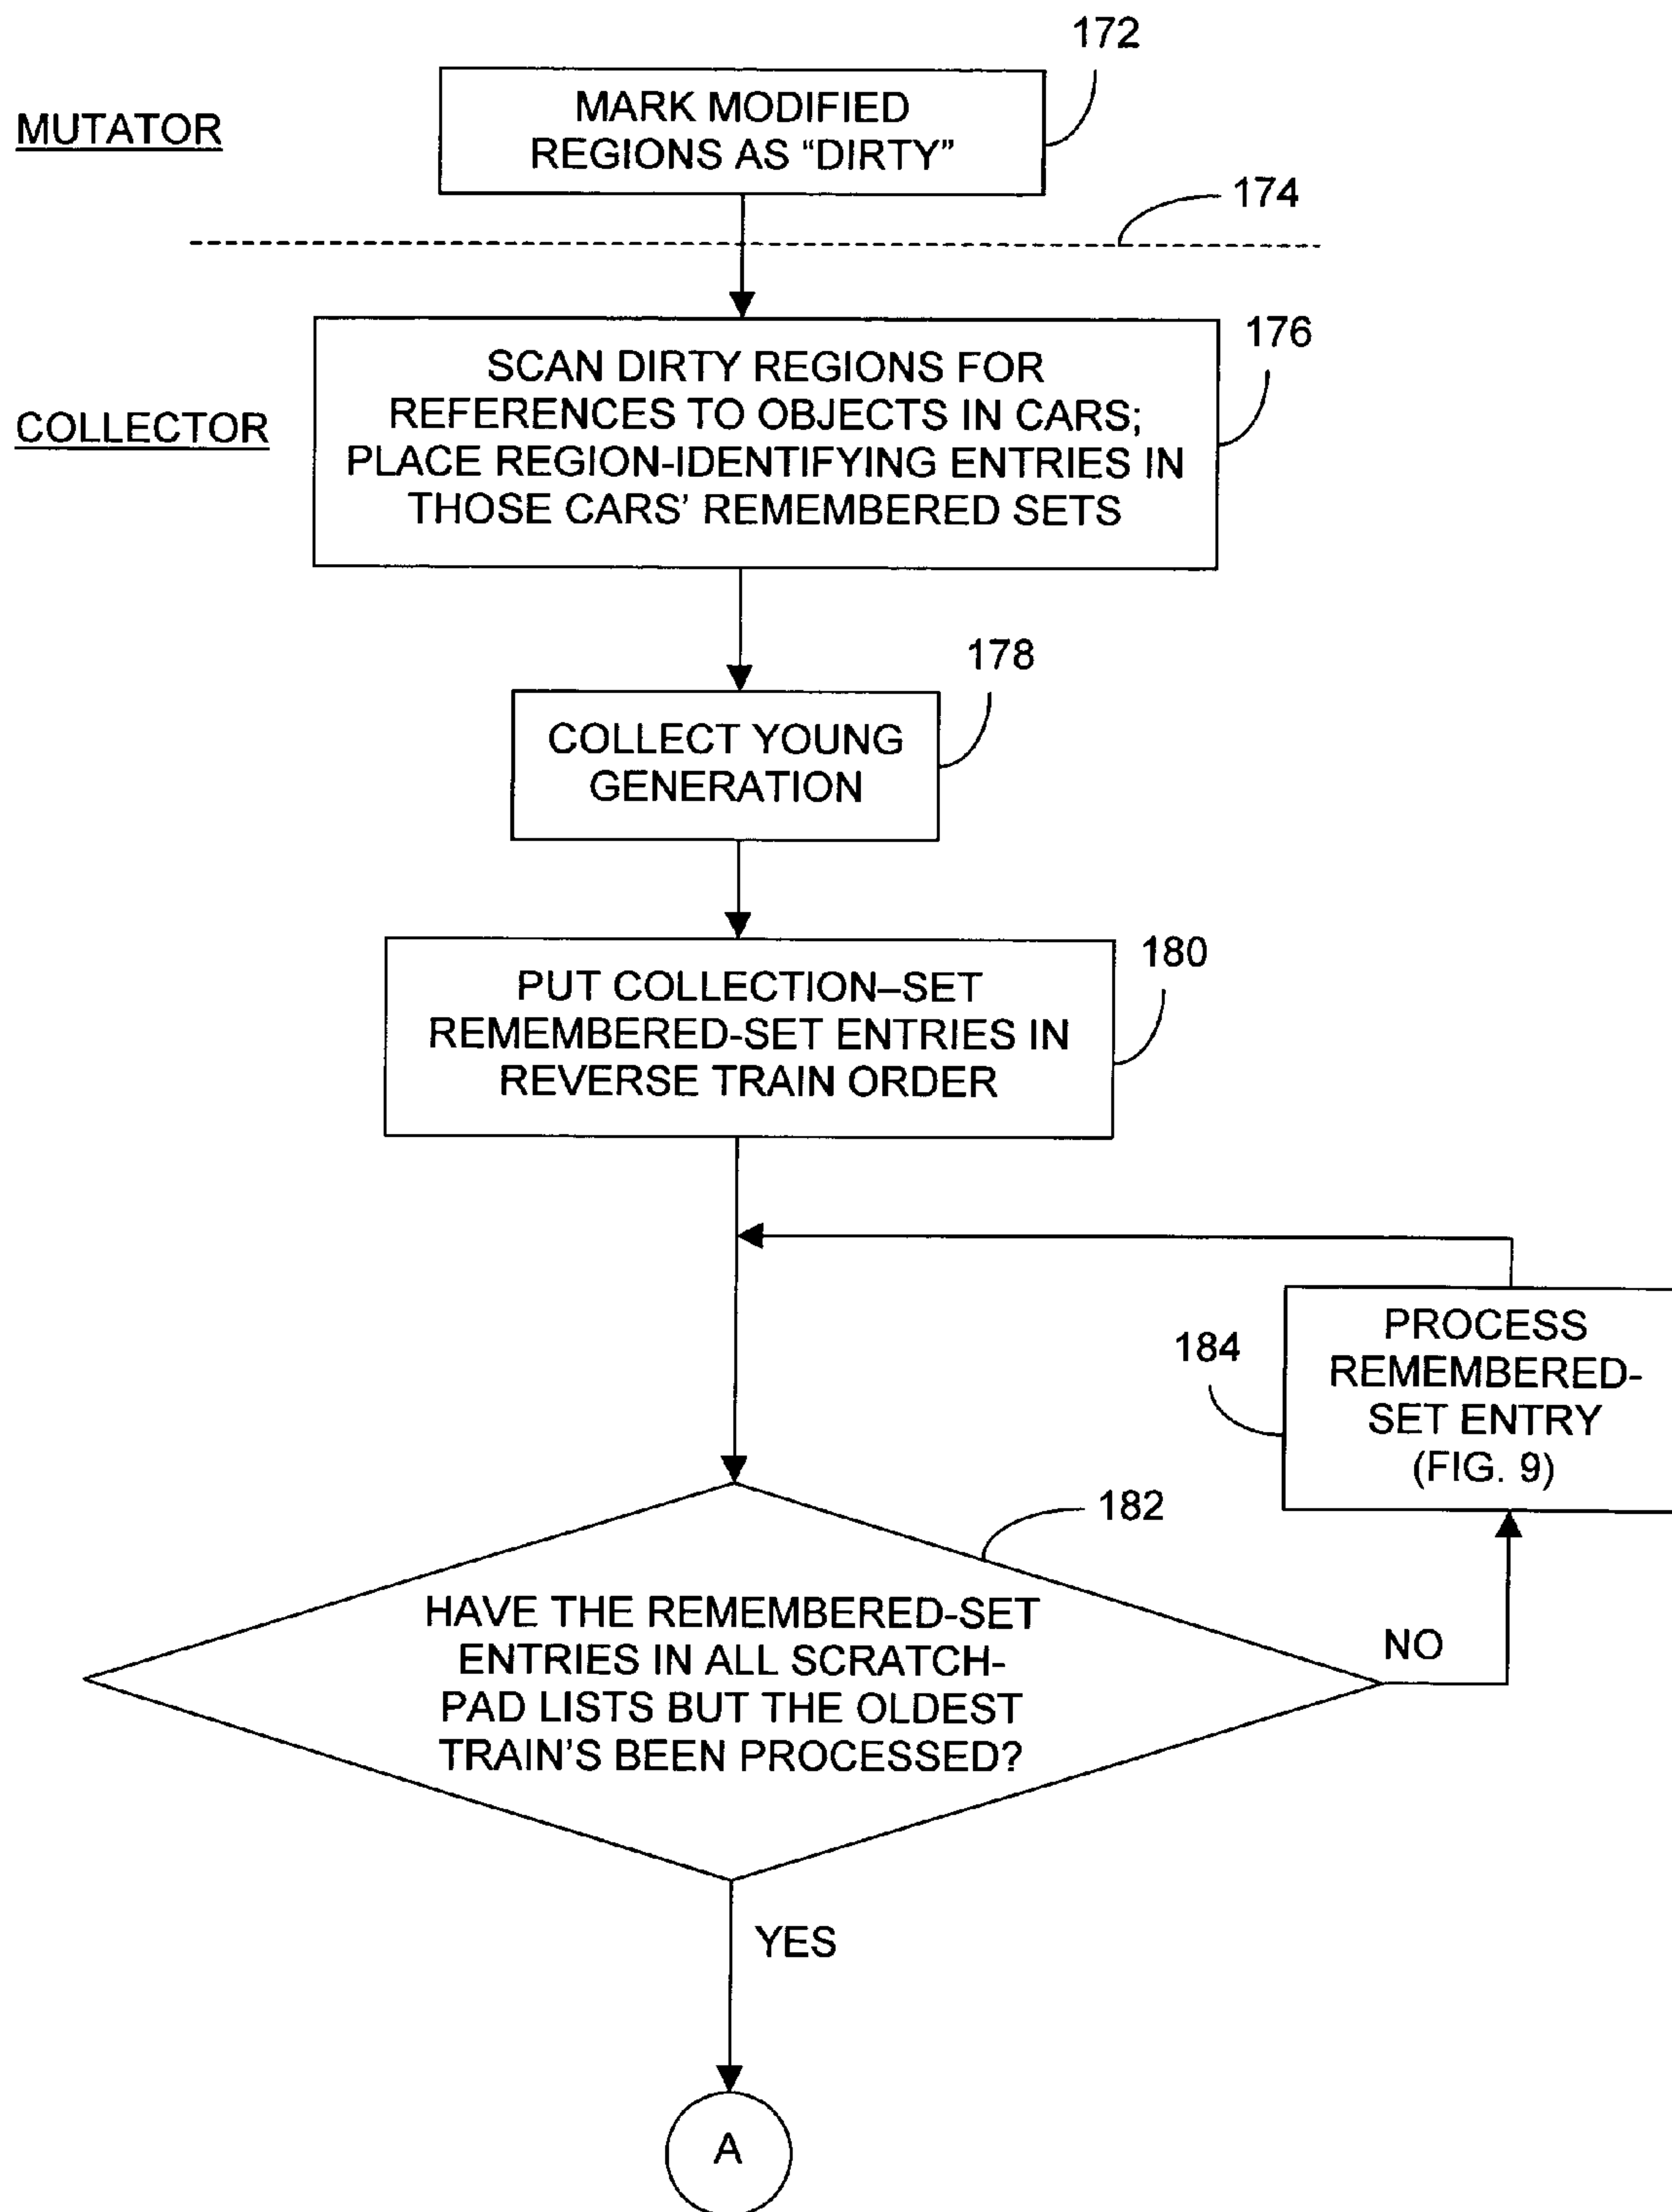 172
MARK MODIFIED
REGIONS AS “DIRTY”
MUTATOR
174
176
SCAN DIRTY REGIONS FOR
REFERENCES TO OBJECTS IN CARS;
PLACE REGION-IDENTIFYING ENTRIES IN
THOSE CARS’ REMEMBERED SETS
COLLECTOR
178
COLLECT YOUNG
GENERATION
180
PUT COLLECTION–SET
REMEMBERED-SET ENTRIES IN
REVERSE TRAIN ORDER
184
PROCESS
REMEMBERED-
SET ENTRY
(FIG. 9)
182
HAVE THE REMEMBERED-SET
ENTRIES IN ALL SCRATCH-
PAD LISTS BUT THE OLDEST
TRAIN’S BEEN PROCESSED?
NO
YES
A